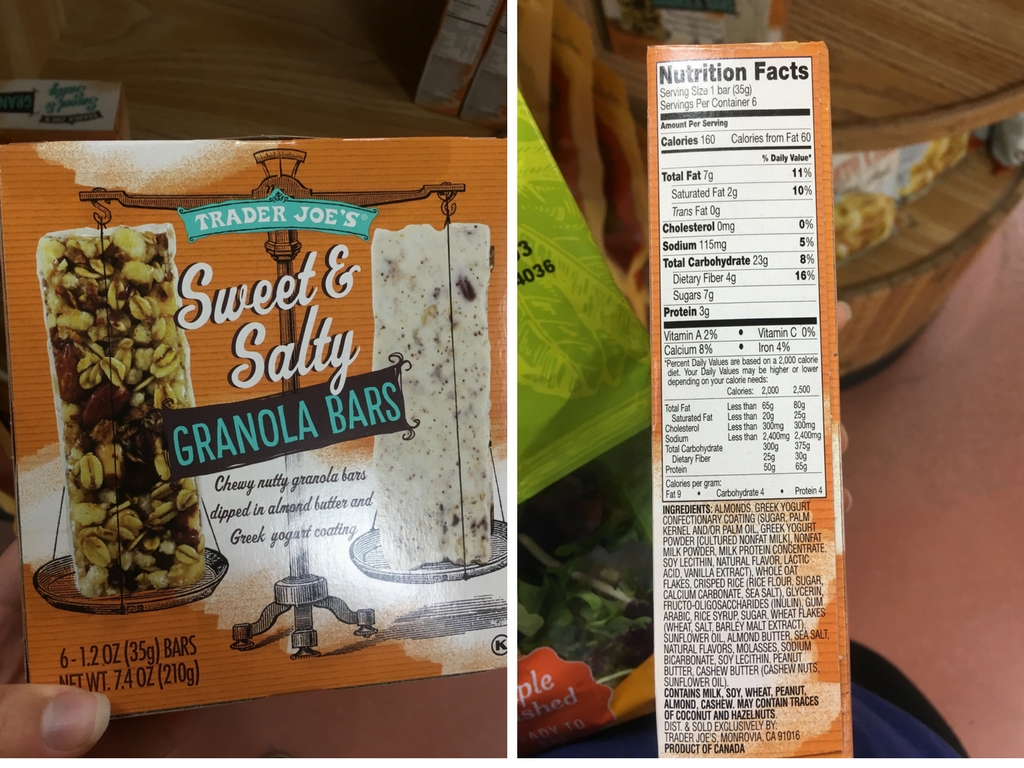 TRADER JOE'S
Sweet &
Salty
GRANOLA BARS
Chewy nutty granola bars
dipped in almond butter and
Greek yogurt coating
6 - 1.2 OZ (35g) BARS
NET WT. 7.4 OZ (210g)
K
Nutrition Facts
Serving Size 1 bar (35g)
Servings Per Container 6
Amount Per Serving
Calories 160 Calories from Fat 60
% Daily Value*
Total Fat 7g 11%
Saturated Fat 2g 10%
Trans Fat 0g
Cholesterol 0mg 0%
Sodium 115mg 5%
Total Carbohydrate 23g 8%
Dietary Fiber 4g 16%
Sugars 7g
Protein 3g
Vitamin A 2% • Vitamin C 0%
Calcium 8% • Iron 4%
*Percent Daily Values are based on a 2,000 calorie
diet. Your Daily Values may be higher or lower
depending on your calorie needs:
Calories: 2,000 2,500
Total Fat Less than 65g 80g
Saturated Fat Less than 20g 25g
Cholesterol Less than 300mg 300mg
Sodium Less than 2,400mg 2,400mg
Total Carbohydrate 300g 375g
Dietary Fiber 25g 30g
Protein 50g 65g
Calories per gram:
Fat 9 • Carbohydrate 4 • Protein 4
INGREDIENTS: ALMONDS, GREEK YOGURT
CONFECTIONARY COATING (SUGAR, PALM
KERNEL AND/OR PALM OIL, GREEK YOGURT
POWDER [CULTURED NONFAT MILK], NONFAT
MILK POWDER, MILK PROTEIN CONCENTRATE,
SOY LECITHIN, NATURAL FLAVOR, LACTIC
ACID, VANILLA EXTRACT), WHOLE OAT
FLAKES, CRISPED RICE (RICE FLOUR, SUGAR,
CALCIUM CARBONATE, SEA SALT), GLYCERIN,
FRUCTO-OLIGOSACCHARIDES (INULIN), GUM
ARABIC, RICE SYRUP, SUGAR, WHEAT FLAKES
(WHEAT, SALT, BARLEY MALT EXTRACT),
SUNFLOWER OIL, ALMOND BUTTER, SEA SALT,
NATURAL FLAVORS, MOLASSES, SODIUM
BICARBONATE, SOY LECITHIN, PEANUT
BUTTER, CASHEW BUTTER (CASHEW NUTS,
SUNFLOWER OIL).
CONTAINS MILK, SOY, WHEAT, PEANUT,
ALMOND, CASHEW. MAY CONTAIN TRACES
OF COCONUT AND HAZELNUTS.
DIST. & SOLD EXCLUSIVELY BY:
TRADER JOE'S, MONROVIA, CA 91016
PRODUCT OF CANADA
4036
ple
shed
ADY TO